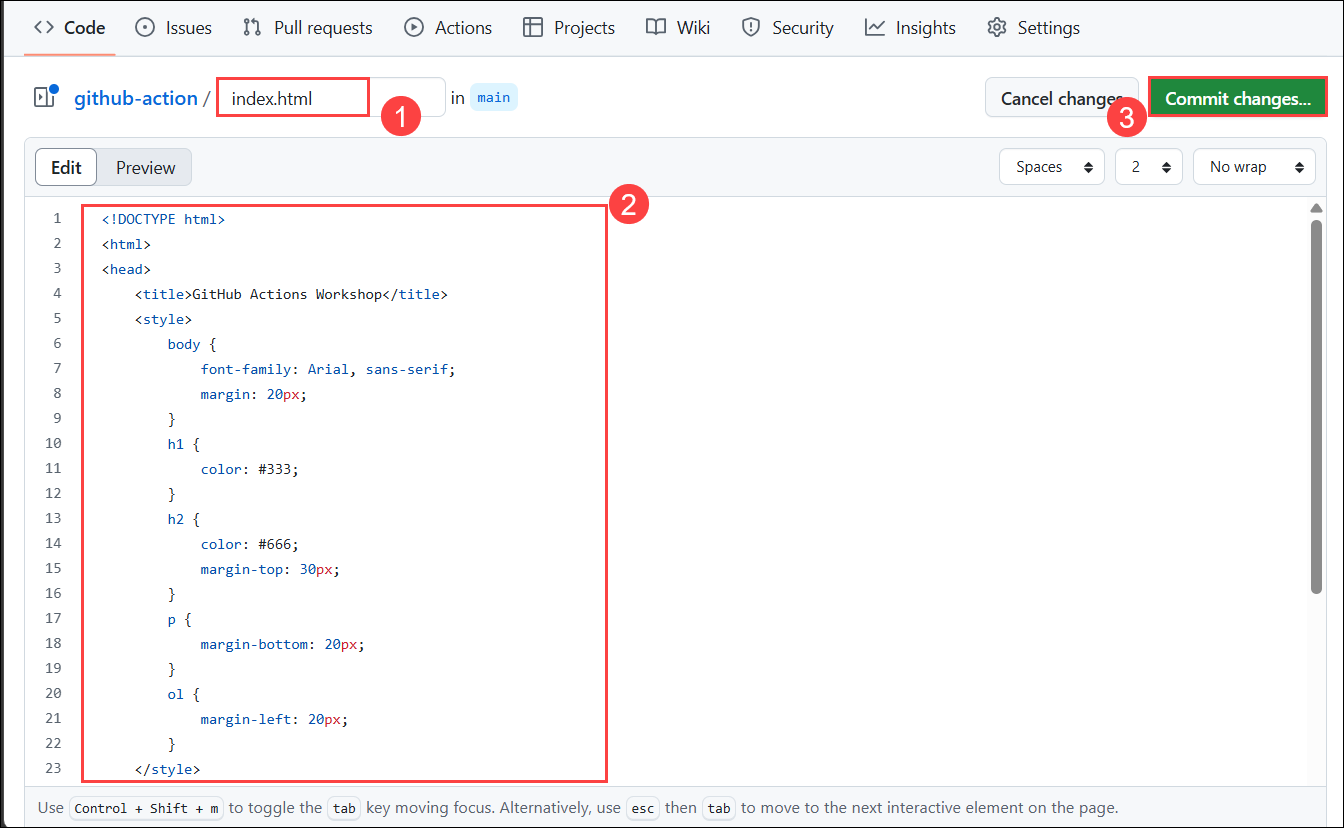 Code Issues Pull requests Actions Projects Wiki Security Insights Settings
github-action / index.html in main Cancel changes Commit changes...
1 3
Edit Preview Spaces 2 No wrap
2
1 <!DOCTYPE html>
2 <html>
3 <head>
4     <title>GitHub Actions Workshop</title>
5     <style>
6         body {
7             font-family: Arial, sans-serif;
8             margin: 20px;
9         }
10         h1 {
11             color: #333;
12         }
13         h2 {
14             color: #666;
15             margin-top: 30px;
16         }
17         p {
18             margin-bottom: 20px;
19         }
20         ol {
21             margin-left: 20px;
22         }
23     </style>
Use Control + Shift + m to toggle the tab key moving focus. Alternatively, use esc then tab to move to the next interactive element on the page.